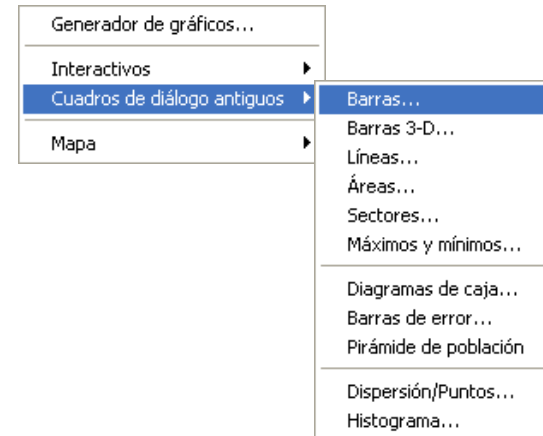 Generador de gráficos...
Interactivos
Cuadros de diálogo antiguos
Mapa
Barras...
Barras 3-D...
Líneas...
Áreas...
Sectores...
Máximos y mínimos...
Diagramas de caja...
Barras de error...
Pirámide de población
Dispersión/Puntos...
Histograma...